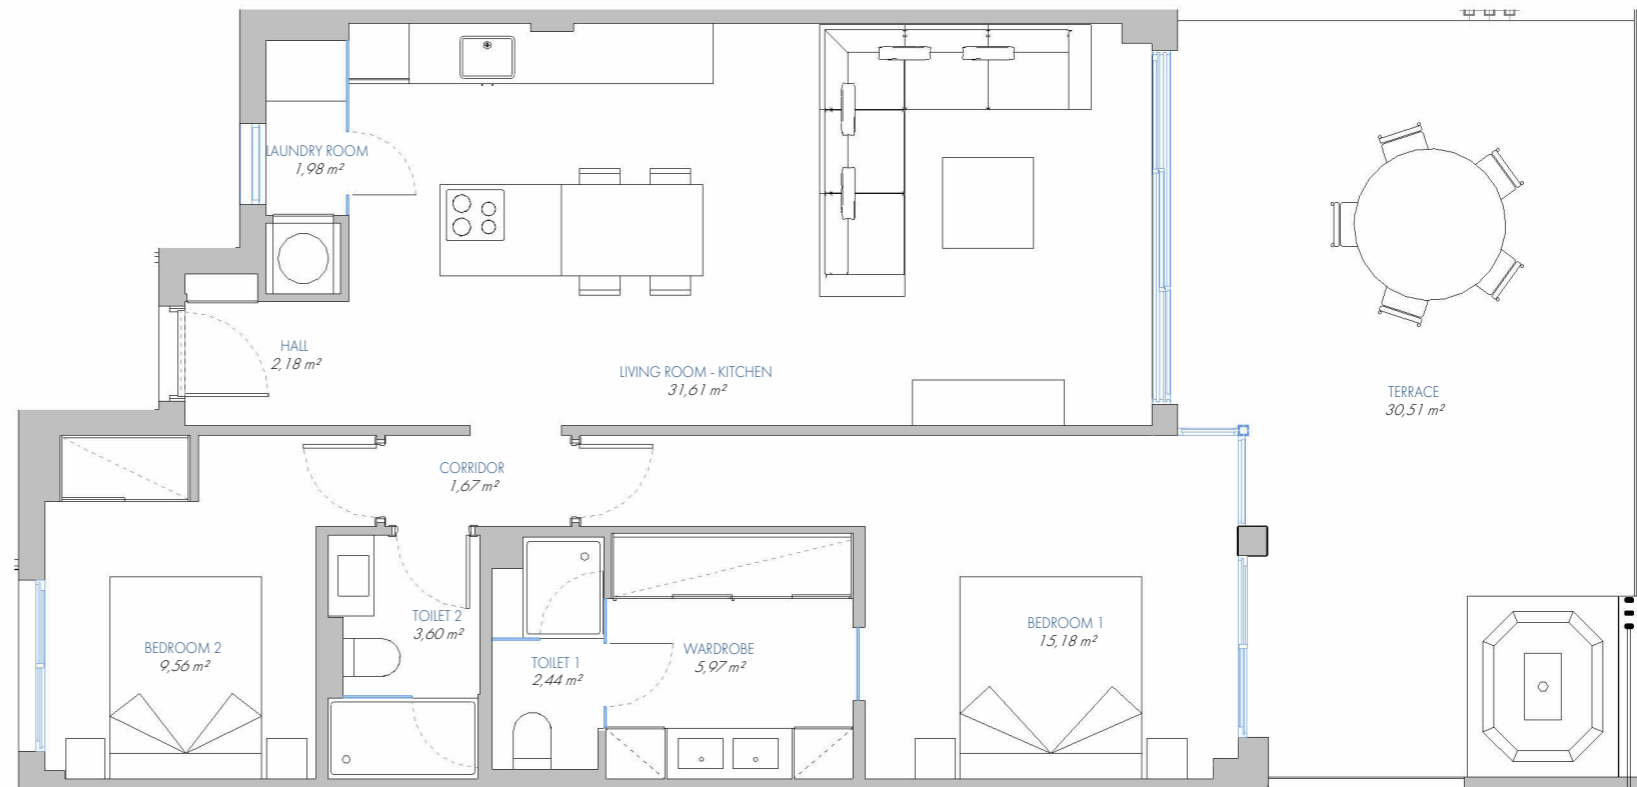 LAUNDRY ROOM
1,98 m²
HALL
2,18 m²
LIVING ROOM - KITCHEN
31,61 m²
TERRACE
30,51 m²
CORRIDOR
1,67 m²
BEDROOM 2
9,56 m²
TOILET 2
3,60 m²
TOILET 1
2,44 m²
WARDROBE
5,97 m²
BEDROOM 1
15,18 m²